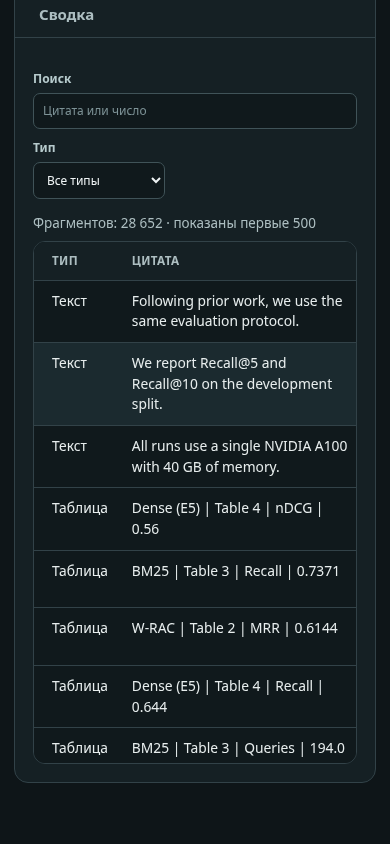 Сводка
Поиск
Цитата или число
Тип
Все типы
Фрагментов: 28 652 · показаны первые 500
ТИП ЦИТАТА
Текст Following prior work, we use the
same evaluation protocol.
Текст We report Recall@5 and
Recall@10 on the development
split.
Текст All runs use a single NVIDIA A100
with 40 GB of memory.
Таблица Dense (E5) | Table 4 | nDCG |
0.56
Таблица BM25 | Table 3 | Recall | 0.7371
Таблица W-RAC | Table 2 | MRR | 0.6144
Таблица Dense (E5) | Table 4 | Recall |
0.644
Таблица BM25 | Table 3 | Queries | 194.0